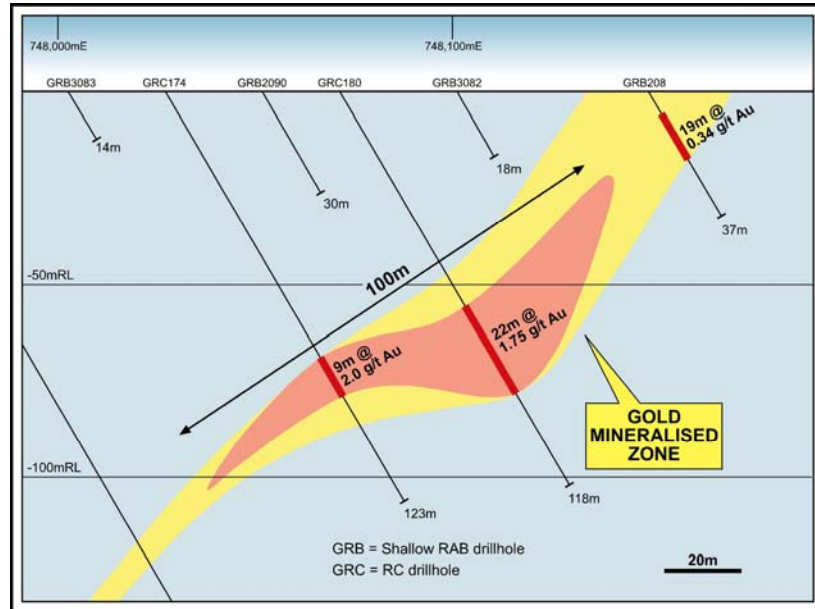 748,000mE
748,100mE
GRB3083
GRC174
GRB2090
GRC180
GRB3082
GRB208
19m @
0.34 g/t Au
14m
18m
30m
37m
-50mRL
100m
22m @
1.75 g/t Au
9m @
2.0 g/t Au
GOLD
MINERALISED
ZONE
-100mRL
123m
118m
GRB = Shallow RAB drillhole
GRC = RC drillhole
20m